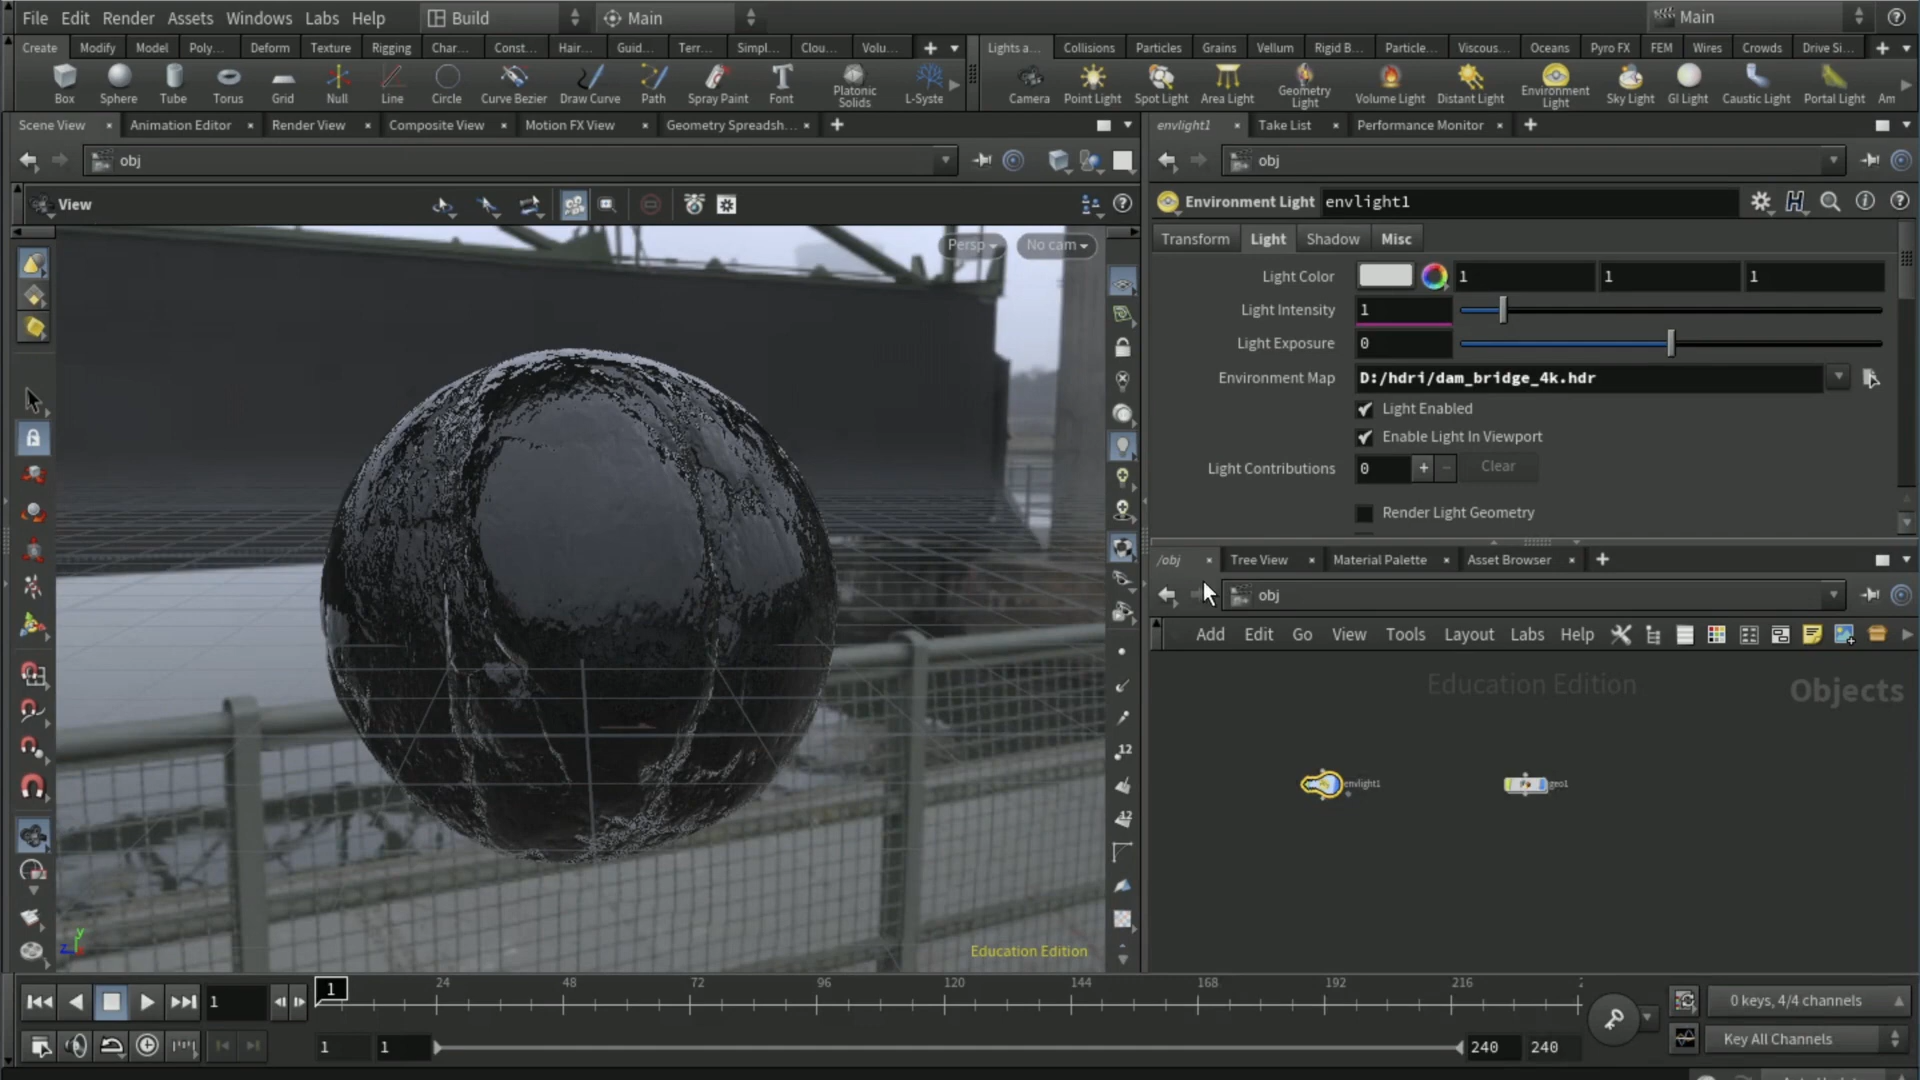 File Edit Render Assets Windows Labs Help Build Main Main
Create Modify Model Poly... Deform Texture Rigging Char... Const... Hair... Guid... Terr... Simpl... Clou... Volu... Lights a... Collisions Particles Grains Vellum Rigid B... Particle... Viscous... Oceans Pyro FX FEM Wires Crowds Drive Si...
Box Sphere Tube Torus Grid Null Line Circle Curve Bezier Draw Curve Path Spray Paint Font Platonic Solids L-Syste Camera Point Light Spot Light Area Light Geometry Light Volume Light Distant Light Environment Light Sky Light GI Light Caustic Light Portal Light Am
Scene View Animation Editor Render View Composite View Motion FX View Geometry Spreadsh... envlight1 Take List Performance Monitor
obj obj
View
Environment Light envlight1
Transform Light Shadow Misc
Persp No cam
Light Color 1 1 1
Light Intensity 1
Light Exposure 0
Environment Map D:/hdri/dam_bridge_4k.hdr
Light Enabled
Enable Light In Viewport
Light Contributions 0 + - Clear
Render Light Geometry
/obj Tree View Material Palette Asset Browser
obj
Add Edit Go View Tools Layout Labs Help
Education Edition Objects
12
envlight1 geo1
12
z y
Education Edition
1 1 24 48 72 96 120 144 168 192 216 2
0 keys, 4/4 channels
1 1 240 240
Key All Channels